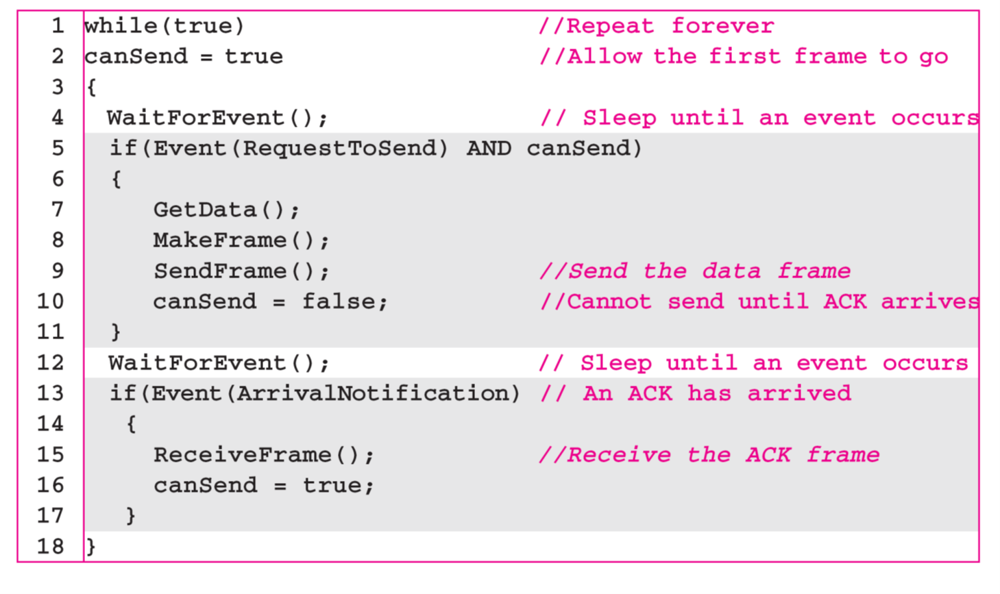 1 while(true) //Repeat forever
2 canSend = true //Allow the first frame to go
3 {
4 WaitForEvent(); // Sleep until an event occurs
5 if(Event(RequestToSend) AND canSend)
6 {
7 GetData();
8 MakeFrame();
9 SendFrame(); //Send the data frame
10 canSend = false; //Cannot send until ACK arrives
11 }
12 WaitForEvent(); // Sleep until an event occurs
13 if(Event(ArrivalNotification) // An ACK has arrived
14 {
15 ReceiveFrame(); //Receive the ACK frame
16 canSend = true;
17 }
18 }